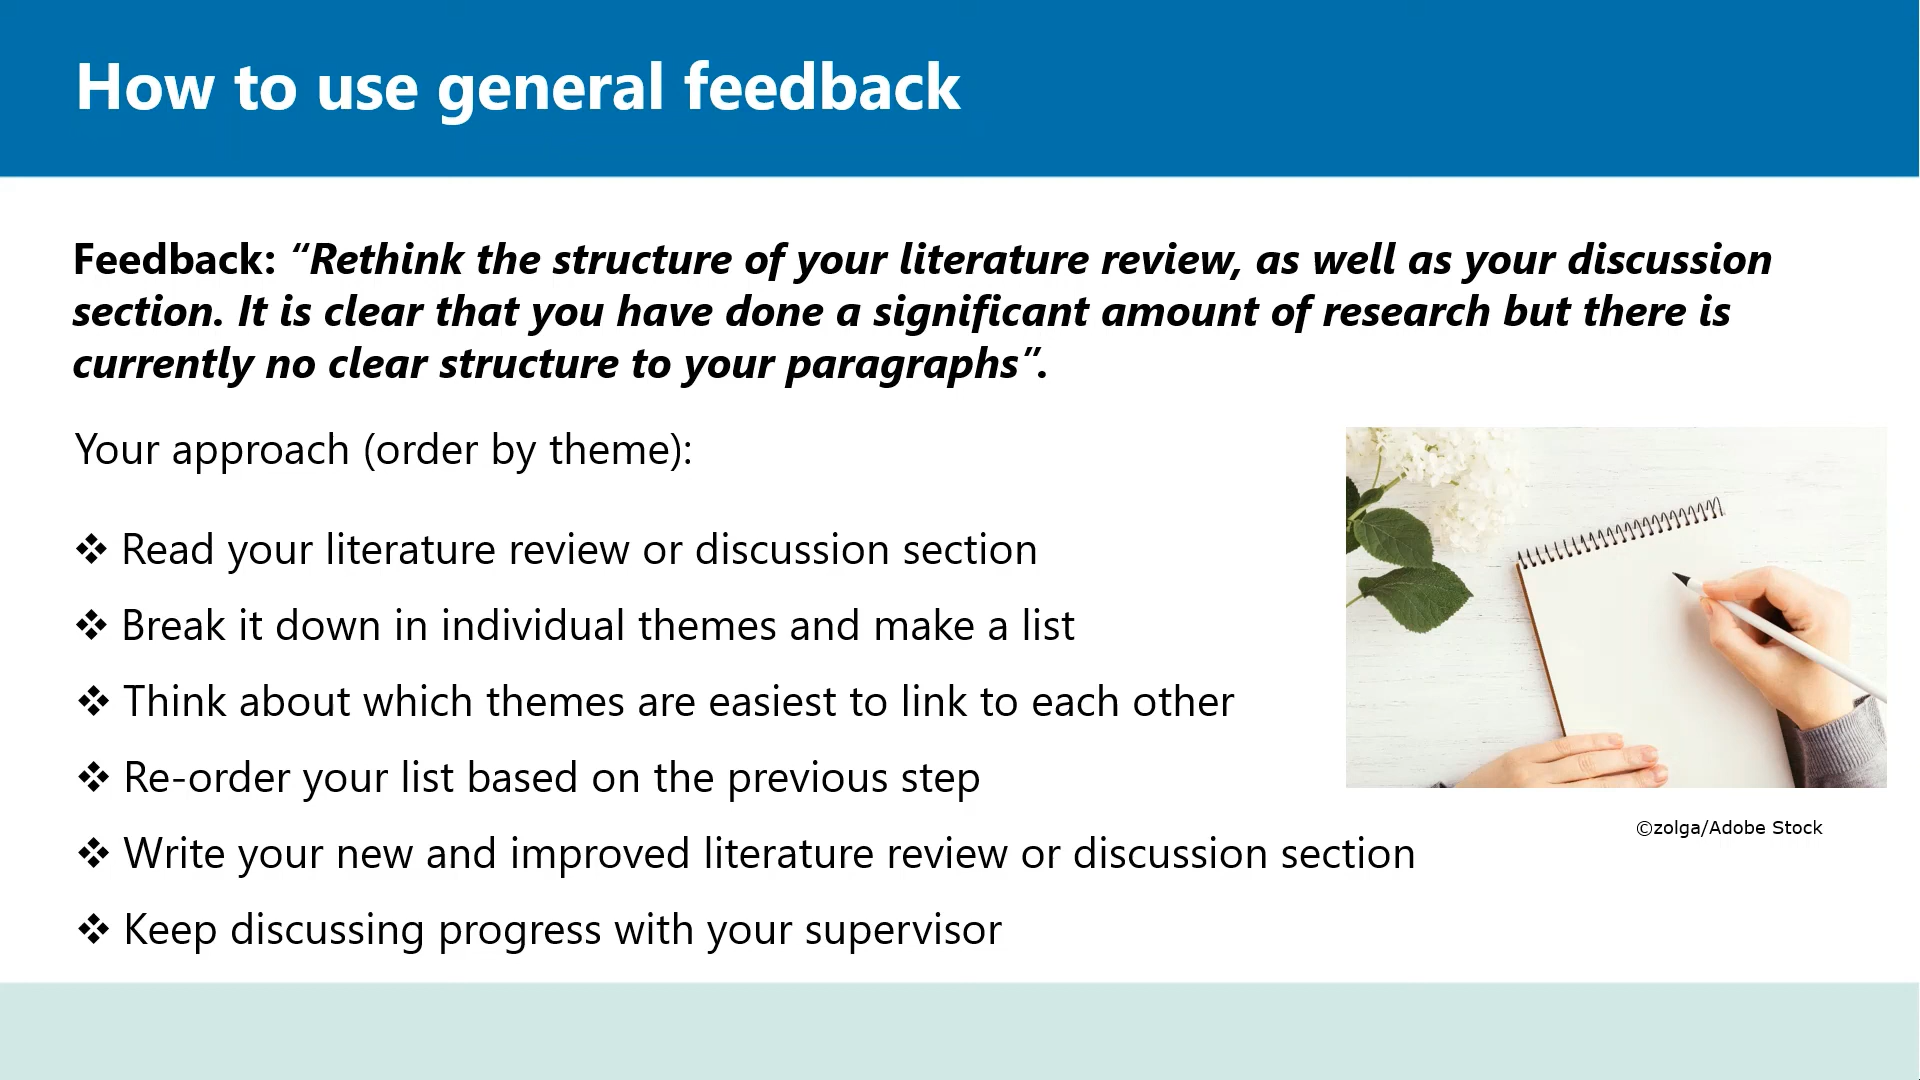 How to use general feedback
Feedback: “Rethink the structure of your literature review, as well as your discussion
section. It is clear that you have done a significant amount of research but there is
currently no clear structure to your paragraphs”.
Your approach (order by theme):
❖ Read your literature review or discussion section
❖ Break it down in individual themes and make a list
❖ Think about which themes are easiest to link to each other
❖ Re-order your list based on the previous step
❖ Write your new and improved literature review or discussion section
❖ Keep discussing progress with your supervisor
©zolga/Adobe Stock